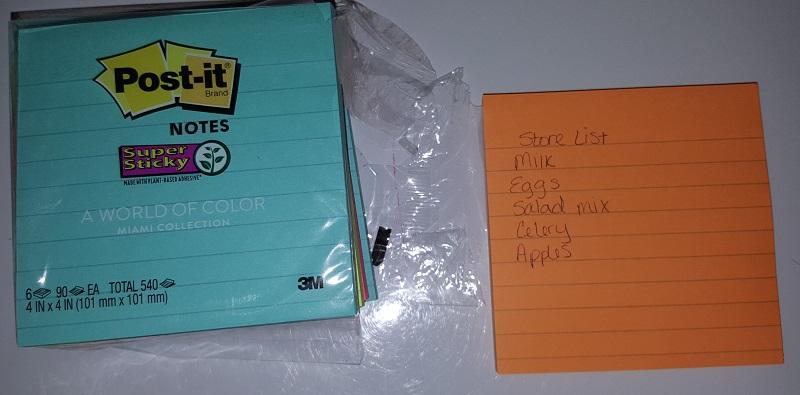 Post-it®
Brand
NOTES
Super
Sticky
MADE WITH PLANT-BASED ADHESIVE*
A WORLD OF COLOR
MIAMI COLLECTION
6 90 EA TOTAL 540
4 IN x 4 IN (101 mm x 101 mm)
3M
Store List
Milk
Eggs
Salad mix
Celery
Apples